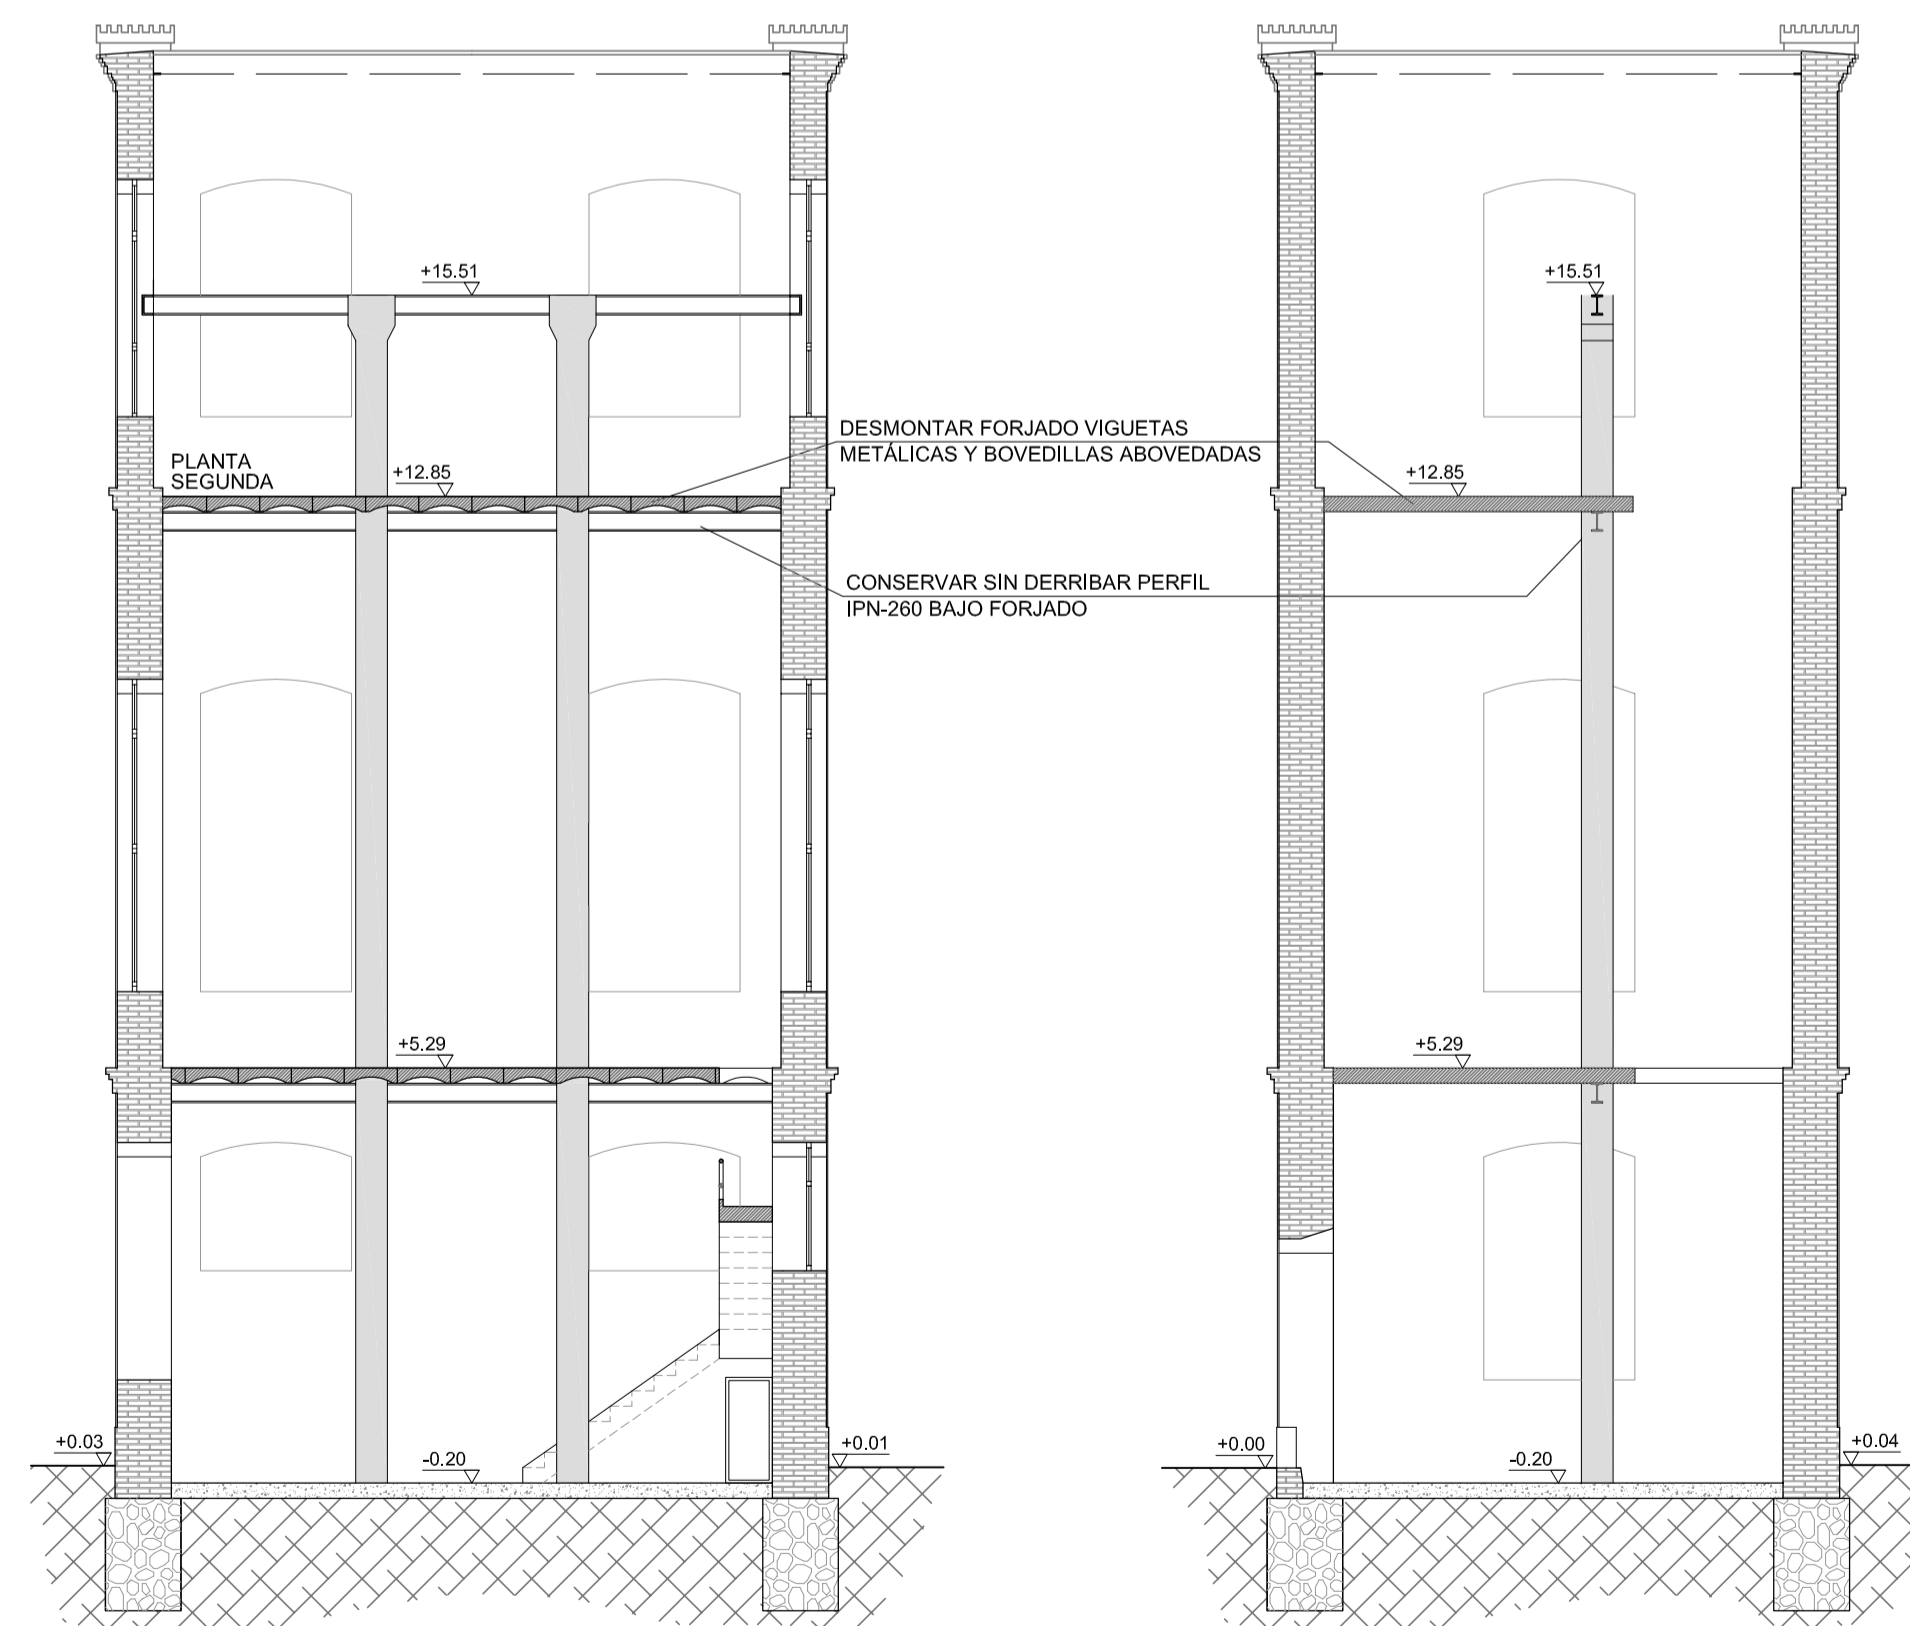 +15.51
+15.51
DESMONTAR FORJADO VIGUETAS
METÁLICAS Y BOVEDILLAS ABOVEDADAS
PLANTA
SEGUNDA
+12.85
+12.85
CONSERVAR SIN DERRIBAR PERFIL
IPN-260 BAJO FORJADO
+5.29
+5.29
+0.03
-0.20
+0.01
+0.00
-0.20
+0.04